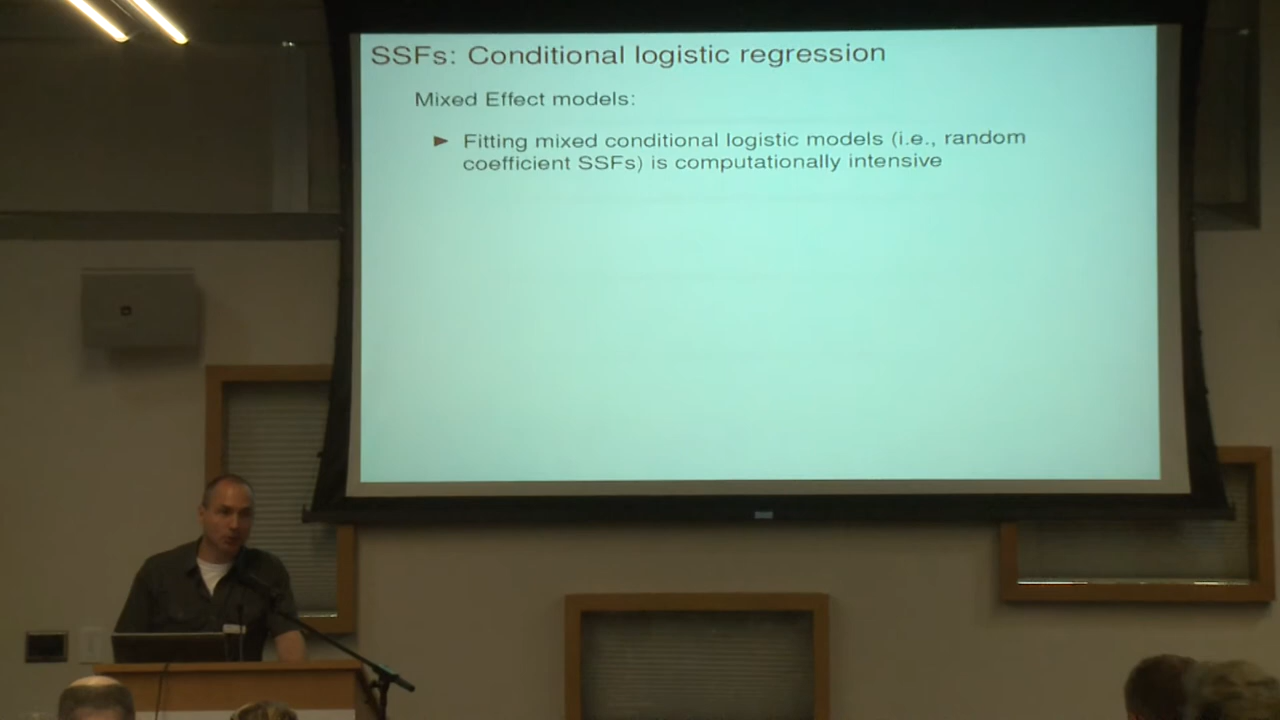 SSFs: Conditional logistic regression
Mixed Effect models:
► Fitting mixed conditional logistic models (i.e., random
coefficient SSFs) is computationally intensive